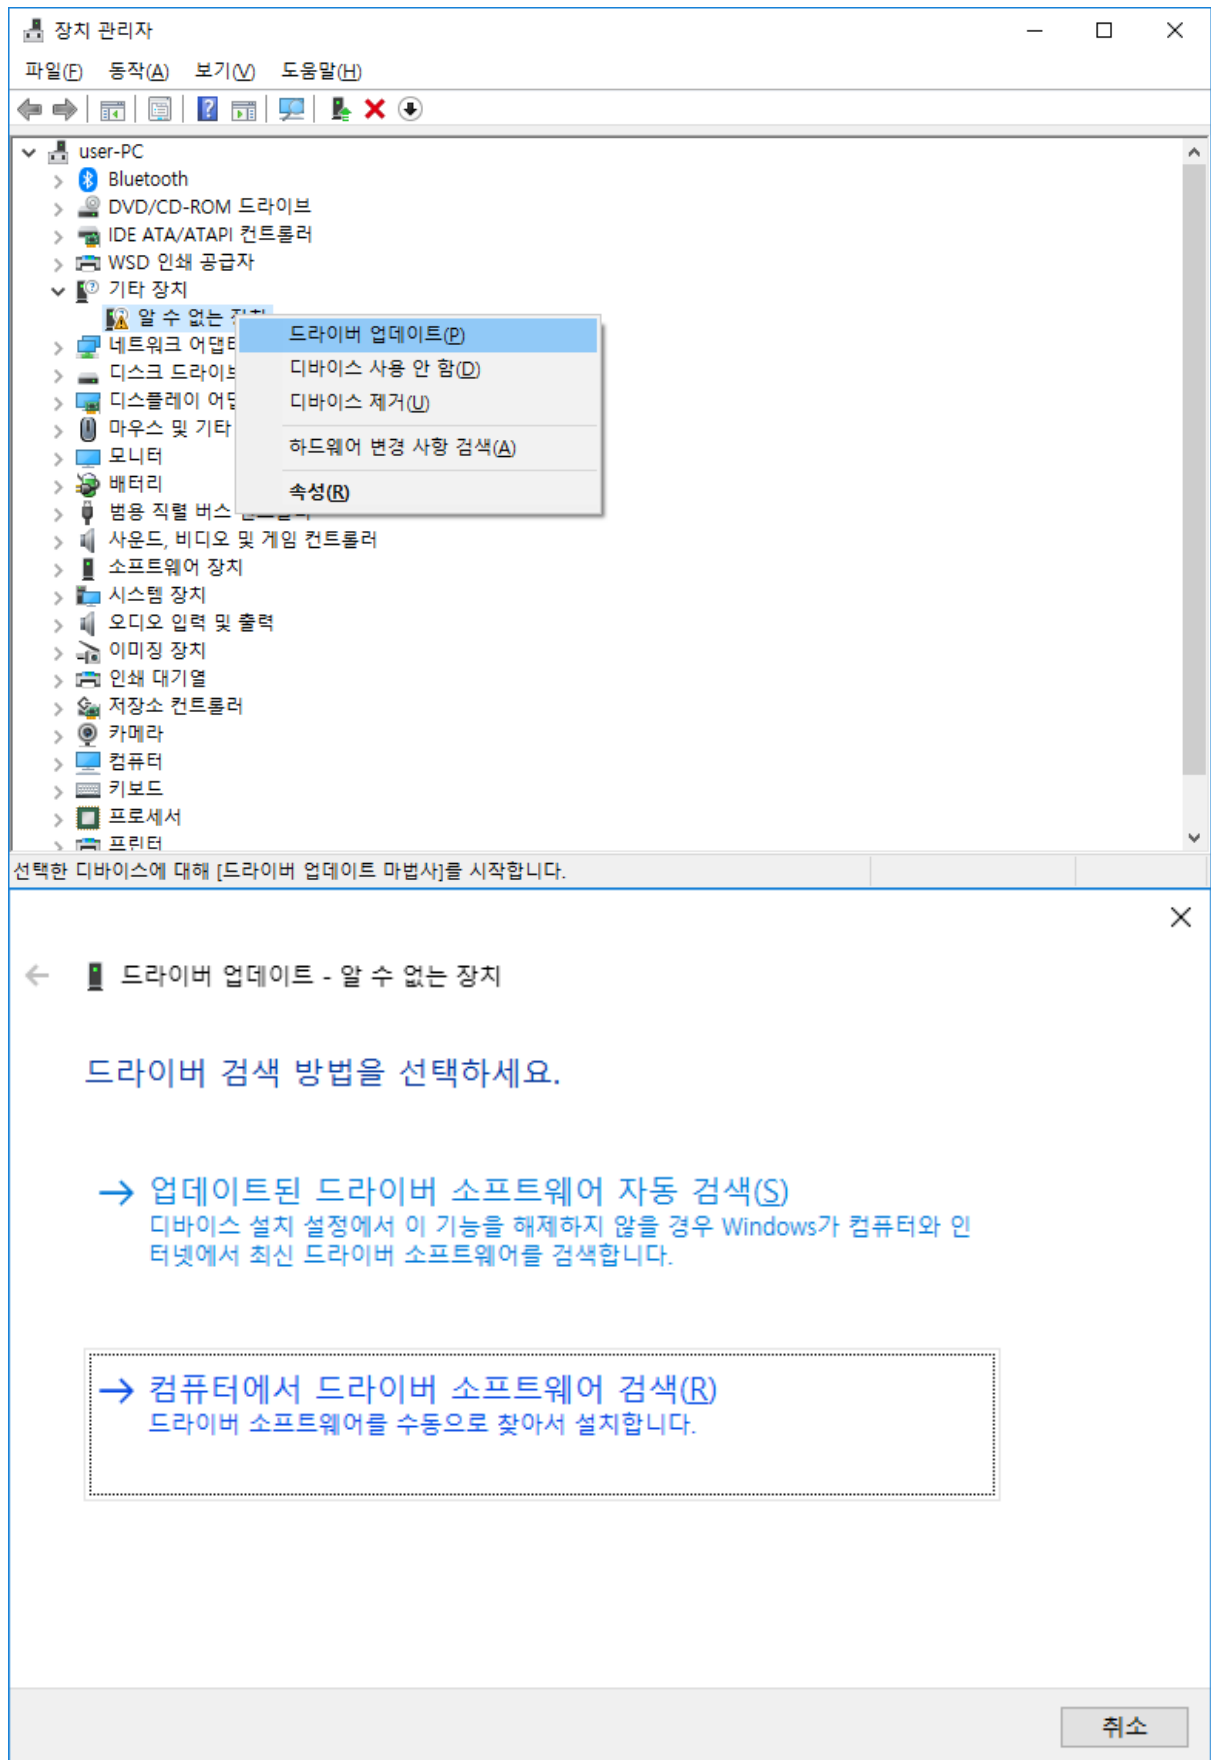 장치 관리자
파일(F) 동작(A) 보기(V) 도움말(H)
user-PC
Bluetooth
DVD/CD-ROM 드라이브
IDE ATA/ATAPI 컨트롤러
WSD 인쇄 공급자
기타 장치
알 수 없는
네트워크
디스크
디스플레이
마우스 및 기타
모니터
배터리
범용 직렬 버스
사운드, 비디오 및 게임 컨트롤러
소프트웨어 장치
시스템 장치
오디오 입력 및 출력
이미징 장치
인쇄 대기열
저장소 컨트롤러
카메라
컴퓨터
키보드
프로세서
프린터
드라이버 업데이트(P)
디바이스 사용 안 함(D)
디바이스 제거(U)
하드웨어 변경 사항 검색(A)
속성(R)
선택한 디바이스에 대해 [드라이버 업데이트 마법사]를 시작합니다.
드라이버 업데이트 - 알 수 없는 장치
드라이버 검색 방법을 선택하세요.
업데이트된 드라이버 소프트웨어 자동 검색(S)
디바이스 설치 설정에서 이 기능을 해제하지 않을 경우 Windows가 컴퓨터와 인
터넷에서 최신 드라이버 소프트웨어를 검색합니다.
컴퓨터에서 드라이버 소프트웨어 검색(R)
드라이버 소프트웨어를 수동으로 찾아서 설치합니다.
취소